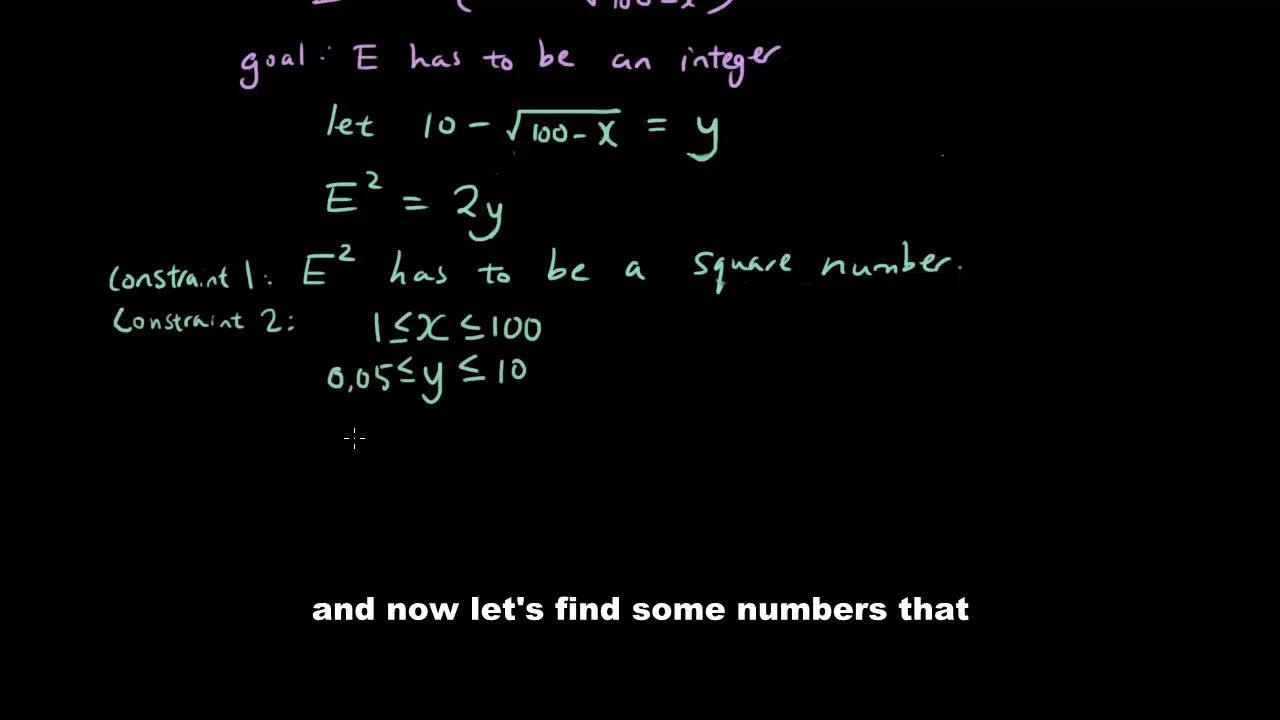 √100-x)
goal: E has to be an integer
let 10 - √100-x = y
E² = 2y
Constraint 1: E² has to be a square number.
Constraint 2: 1≤x≤100
0,05≤y≤10
and now let's find some numbers that